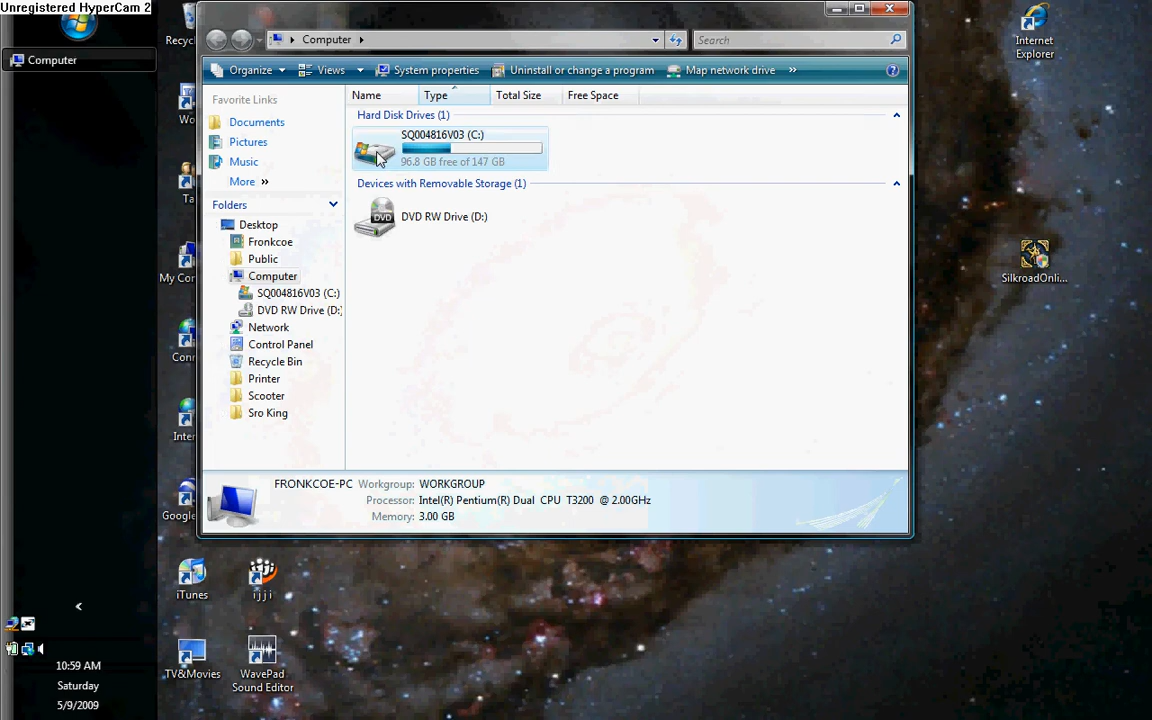 Unregistered HyperCam 2
Computer
Recyc
Wo
Ta
My Con
Conn
Inter
Google
iTunes
ijji
TV&Movies
WavePad
Sound Editor
10:59 AM
Saturday
5/9/2009
Computer
Search
Organize
Views
System properties
Uninstall or change a program
Map network drive
»
Favorite Links
Documents
Pictures
Music
More »
Folders
Desktop
Fronkcoe
Public
Computer
SQ004816V03 (C:)
DVD RW Drive (D:
Network
Control Panel
Recycle Bin
Printer
Scooter
Sro King
Name
Type
Total Size
Free Space
Hard Disk Drives (1)
SQ004816V03 (C:)
96.8 GB free of 147 GB
Devices with Removable Storage (1)
DVD
DVD RW Drive (D:)
FRONKCOE-PC
Workgroup: WORKGROUP
Processor: Intel(R) Pentium(R) Dual CPU T3200 @ 2.00GHz
Memory: 3.00 GB
Internet
Explorer
SilkroadOnli...